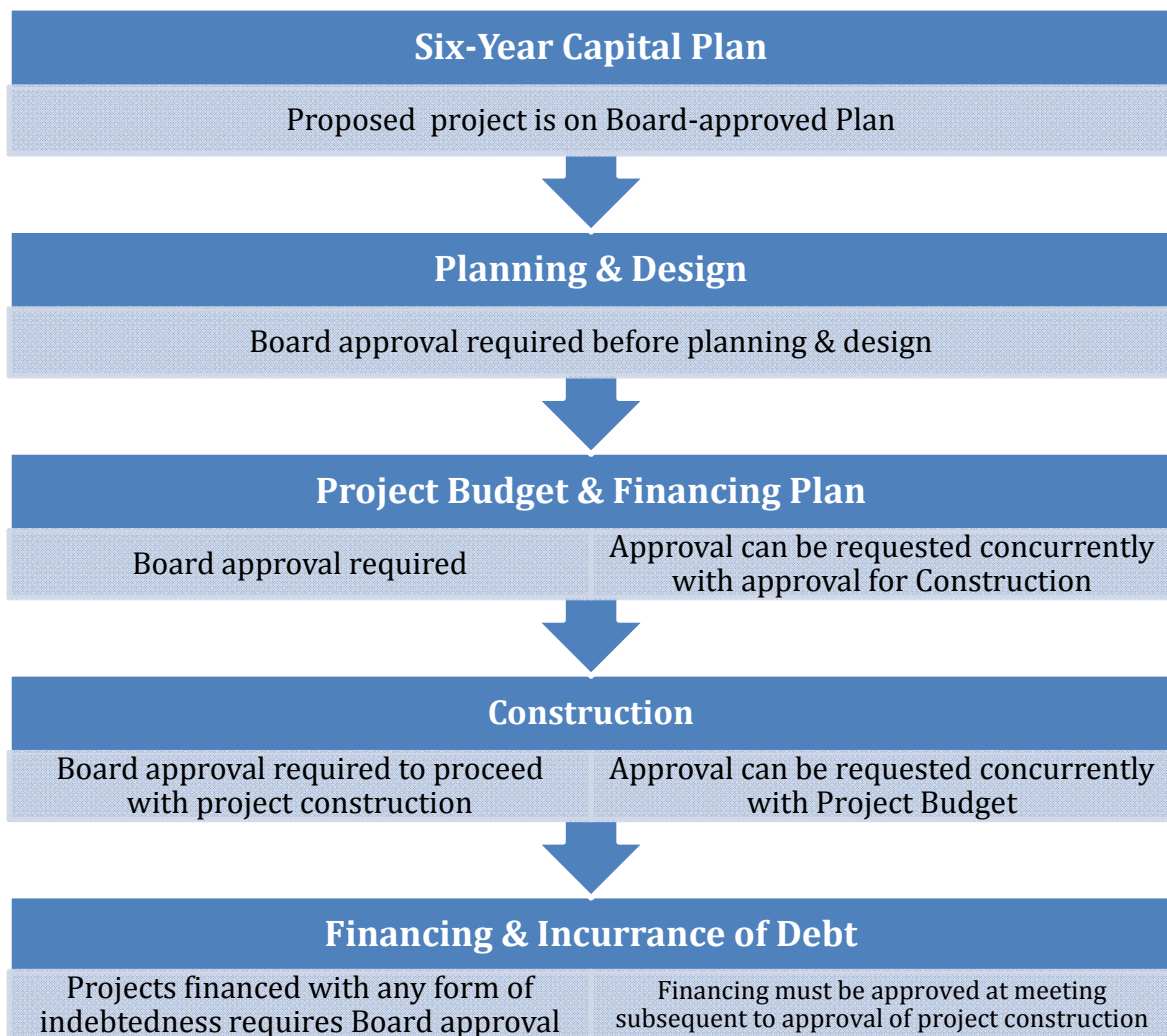 Six-Year Capital Plan
Proposed project is on Board-approved Plan
Planning & Design
Board approval required before planning & design
Project Budget & Financing Plan
Board approval required
Approval can be requested concurrently
with approval for Construction
Construction
Board approval required to proceed
with project construction
Approval can be requested concurrently
with Project Budget
Financing & Incurrance of Debt
Projects financed with any form of
indebtedness requires Board approval
Financing must be approved at meeting
subsequent to approval of project construction